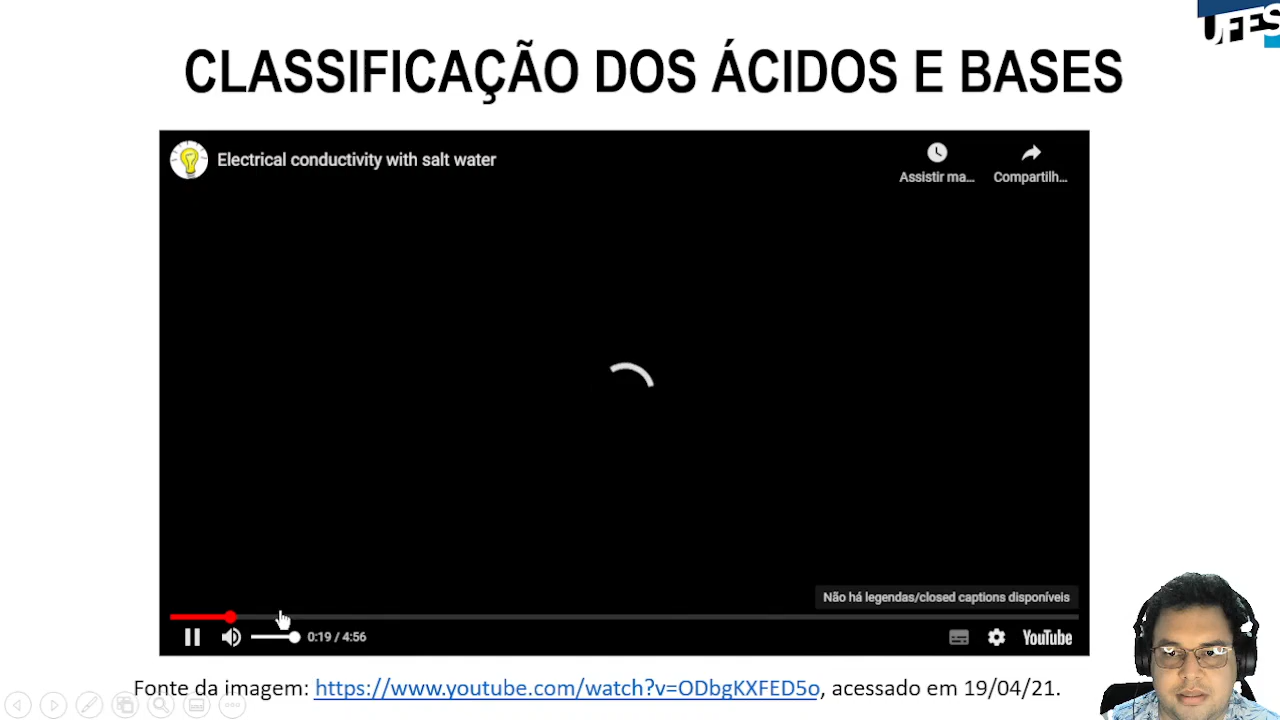 UFES
CLASSIFICAÇÃO DOS ÁCIDOS E BASES
Electrical conductivity with salt water
Assistir ma...
Compartilh...
Não há legendas/closed captions disponíveis
0:19 / 4:56
YouTube
Fonte da imagem: https://www.youtube.com/watch?v=ODbgKXFED5o, acessado em 19/04/21.